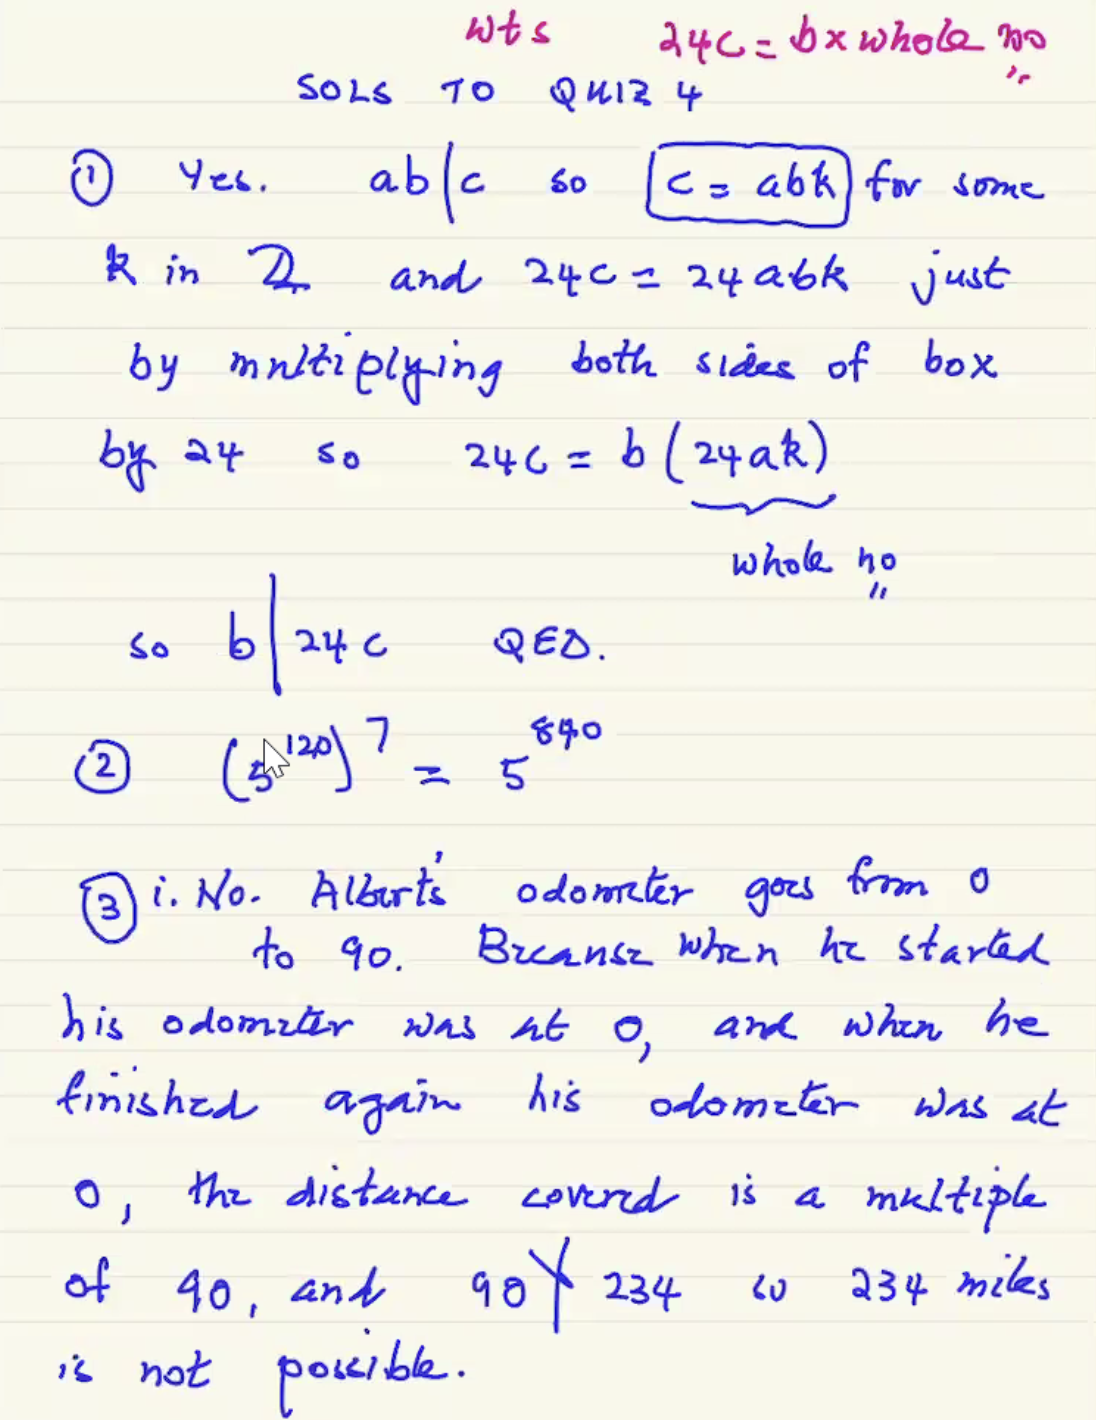 wts 24c = b x whole no
SOLS TO QUIZ 4
① Yes. ab|c so c = abk for some
k in ℤ and 24c = 24abk just
by multiplying both sides of box
by 24 so 24c = b(24ak)
whole no
so b|24c QED.
② (5^120)^7 = 5^840
③ i. No. Albert's odometer goes from 0
to 90. Because when he started
his odometer was at 0, and when he
finished again his odometer was at
0, the distance covered is a multiple
of 90, and 90∤234 so 234 miles
is not possible.